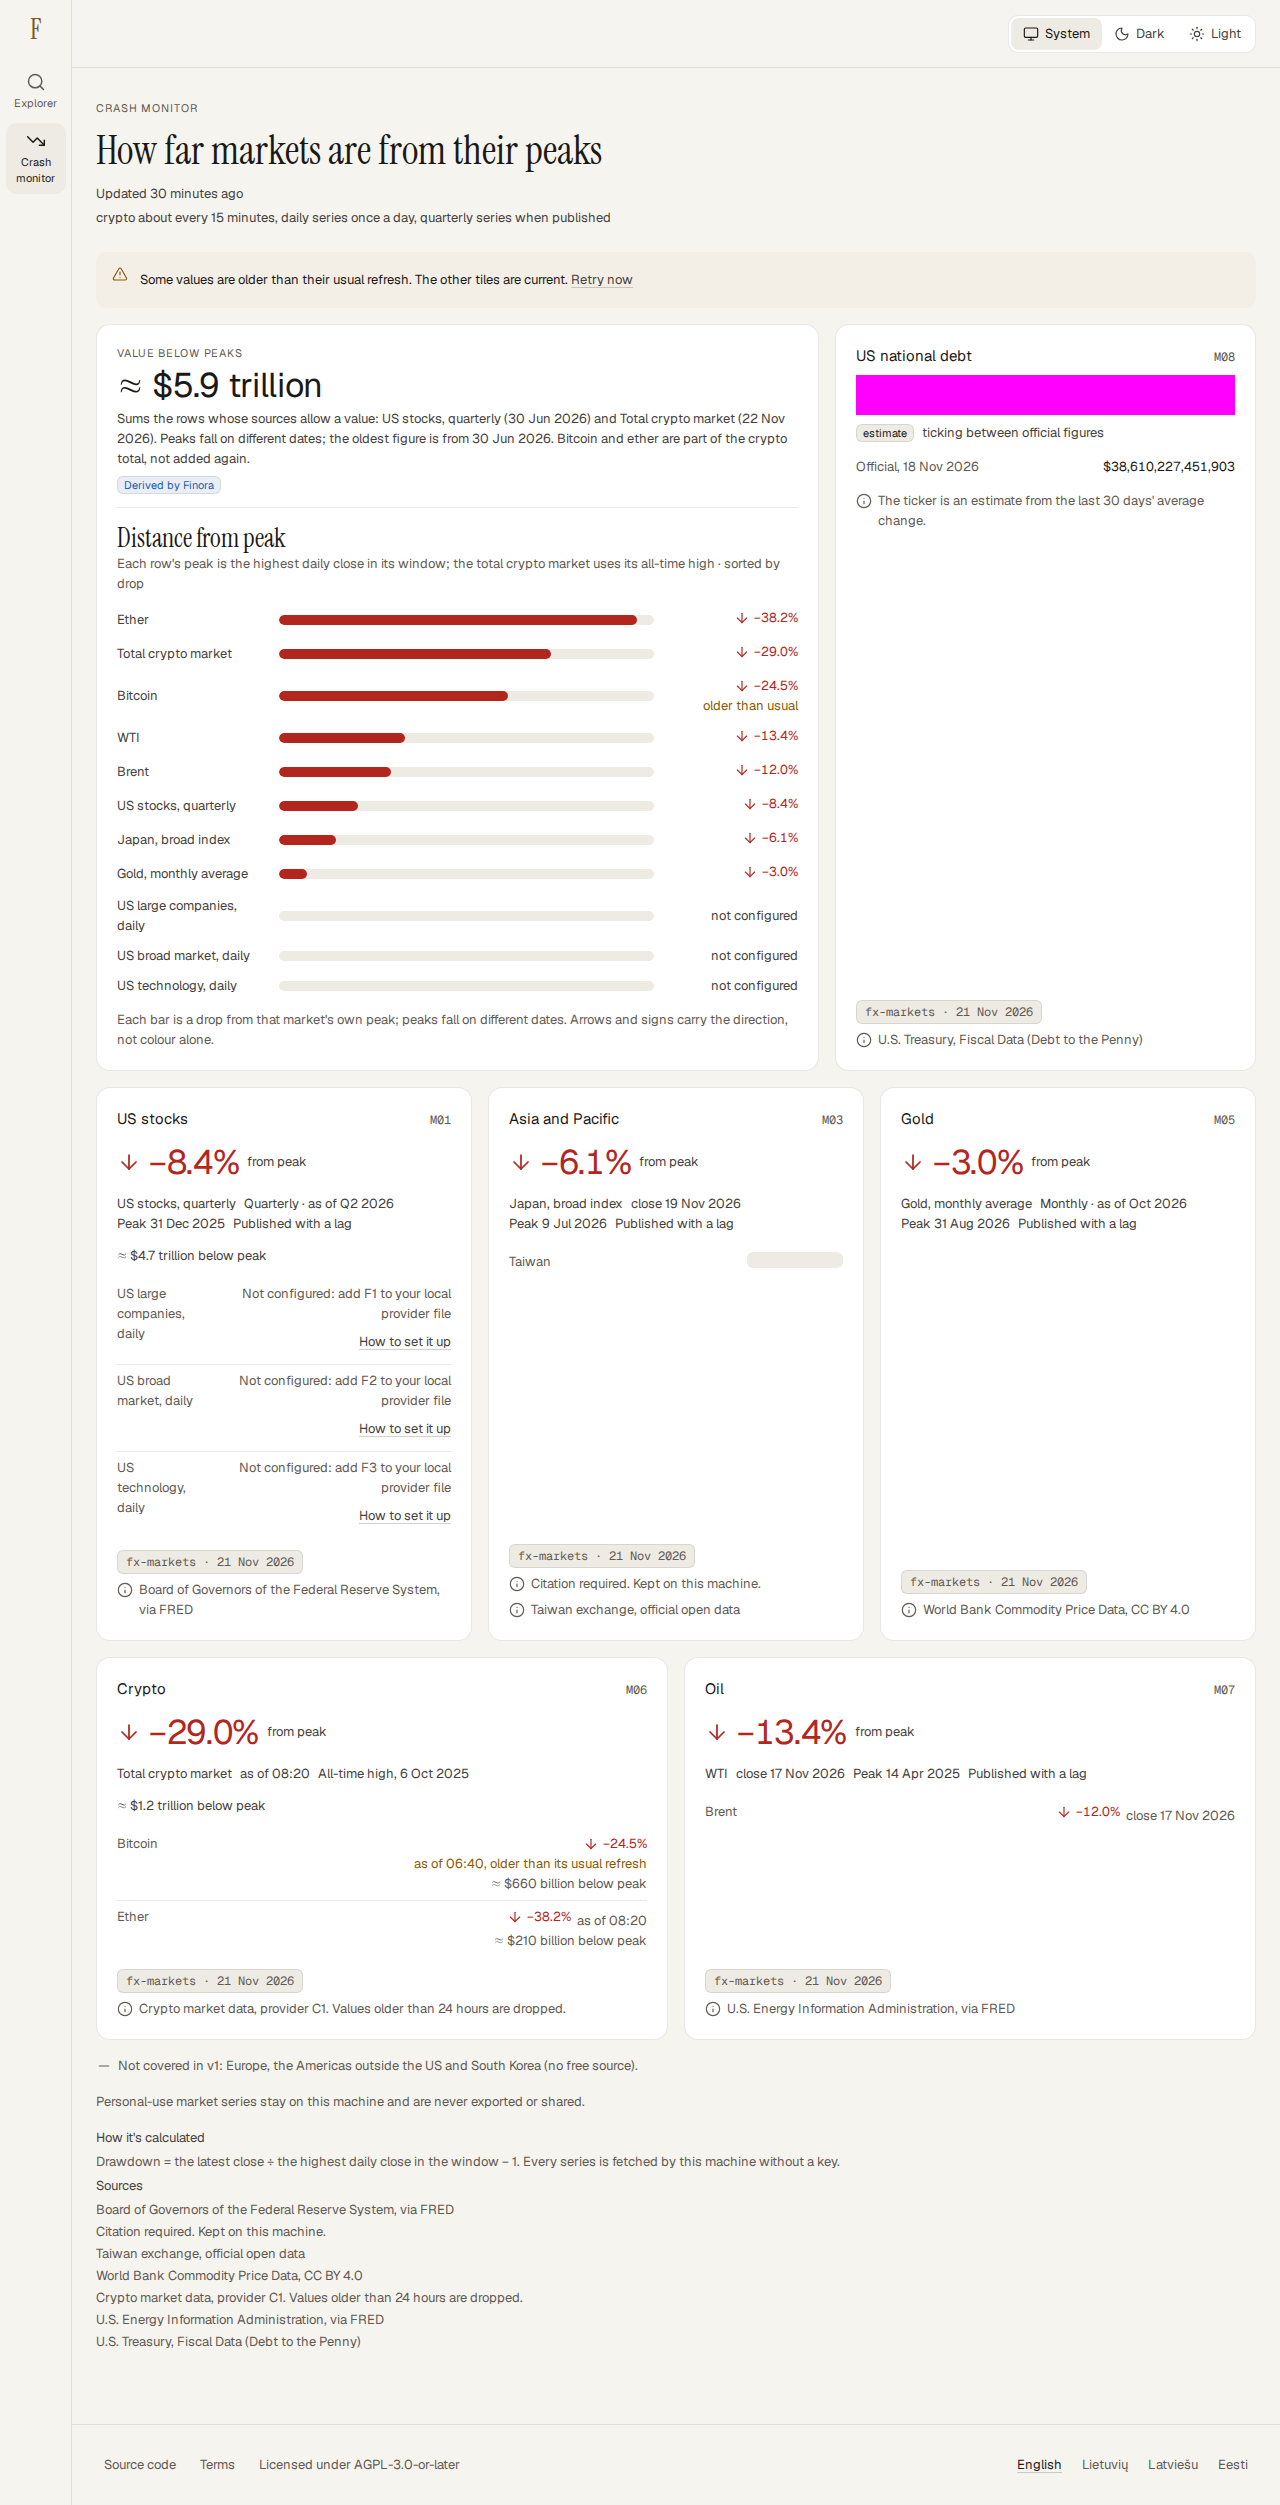 F
Explorer
Crash
monitor
System
Dark
Light
CRASH MONITOR
How far markets are from their peaks
Updated 30 minutes ago
crypto about every 15 minutes, daily series once a day, quarterly series when published
Some values are older than their usual refresh. The other tiles are current. Retry now
VALUE BELOW PEAKS
≈ $5.9 trillion
Sums the rows whose sources allow a value: US stocks, quarterly (30 Jun 2026) and Total crypto market (22 Nov
2026). Peaks fall on different dates; the oldest figure is from 30 Jun 2026. Bitcoin and ether are part of the crypto
total, not added again.
Derived by Finora
Distance from peak
Each row's peak is the highest daily close in its window; the total crypto market uses its all-time high · sorted by
drop
Ether ↓ −38.2%
Total crypto market ↓ −29.0%
Bitcoin ↓ −24.5%
older than usual
WTI ↓ −13.4%
Brent ↓ −12.0%
US stocks, quarterly ↓ −8.4%
Japan, broad index ↓ −6.1%
Gold, monthly average ↓ −3.0%
US large companies,
daily
not configured
US broad market, daily not configured
US technology, daily not configured
Each bar is a drop from that market's own peak; peaks fall on different dates. Arrows and signs carry the direction,
not colour alone.
US national debt M08
estimate ticking between official figures
Official, 18 Nov 2026 $38,610,227,451,903
The ticker is an estimate from the last 30 days' average
change.
fx-markets · 21 Nov 2026
U.S. Treasury, Fiscal Data (Debt to the Penny)
US stocks M01
↓ −8.4% from peak
US stocks, quarterly Quarterly · as of Q2 2026
Peak 31 Dec 2025 Published with a lag
≈ $4.7 trillion below peak
US large
companies,
daily
Not configured: add F1 to your local
provider file
How to set it up
US broad
market, daily
Not configured: add F2 to your local
provider file
How to set it up
US
technology,
daily
Not configured: add F3 to your local
provider file
How to set it up
fx-markets · 21 Nov 2026
Board of Governors of the Federal Reserve System,
via FRED
Asia and Pacific M03
↓ −6.1% from peak
Japan, broad index close 19 Nov 2026
Peak 9 Jul 2026 Published with a lag
Taiwan
fx-markets · 21 Nov 2026
Citation required. Kept on this machine.
Taiwan exchange, official open data
Gold M05
↓ −3.0% from peak
Gold, monthly average Monthly · as of Oct 2026
Peak 31 Aug 2026 Published with a lag
fx-markets · 21 Nov 2026
World Bank Commodity Price Data, CC BY 4.0
Crypto M06
↓ −29.0% from peak
Total crypto market as of 08:20 All-time high, 6 Oct 2025
≈ $1.2 trillion below peak
Bitcoin ↓ −24.5%
as of 06:40, older than its usual refresh
≈ $660 billion below peak
Ether ↓ −38.2% as of 08:20
≈ $210 billion below peak
fx-markets · 21 Nov 2026
Crypto market data, provider C1. Values older than 24 hours are dropped.
Oil M07
↓ −13.4% from peak
WTI close 17 Nov 2026 Peak 14 Apr 2025 Published with a lag
Brent ↓ −12.0% close 17 Nov 2026
fx-markets · 21 Nov 2026
U.S. Energy Information Administration, via FRED
— Not covered in v1: Europe, the Americas outside the US and South Korea (no free source).
Personal-use market series stay on this machine and are never exported or shared.
How it's calculated
Drawdown = the latest close ÷ the highest daily close in the window − 1. Every series is fetched by this machine without a key.
Sources
Board of Governors of the Federal Reserve System, via FRED
Citation required. Kept on this machine.
Taiwan exchange, official open data
World Bank Commodity Price Data, CC BY 4.0
Crypto market data, provider C1. Values older than 24 hours are dropped.
U.S. Energy Information Administration, via FRED
U.S. Treasury, Fiscal Data (Debt to the Penny)
Source code Terms Licensed under AGPL-3.0-or-later
English Lietuvių Latviešu Eesti